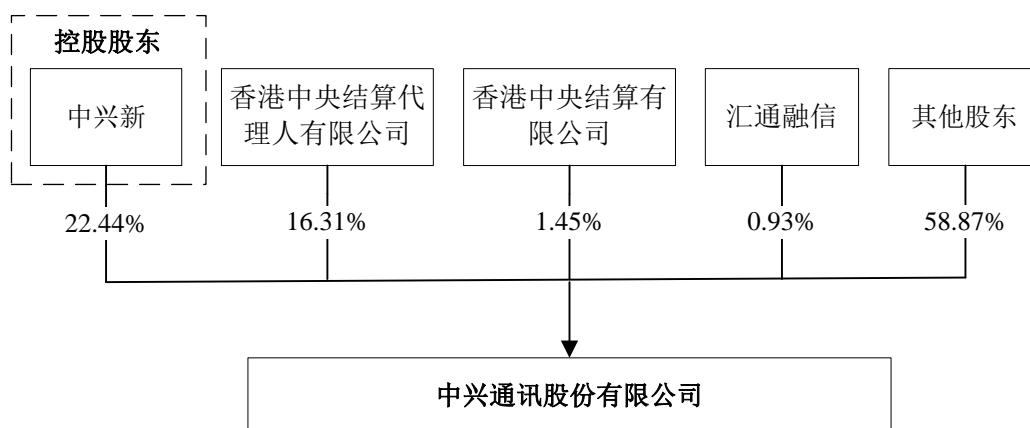 控股股东
中兴新
香港中央结算代
理人有限公司
香港中央结算有
限公司
汇通融信
其他股东
22.44%
16.31%
1.45%
0.93%
58.87%
中兴通讯股份有限公司